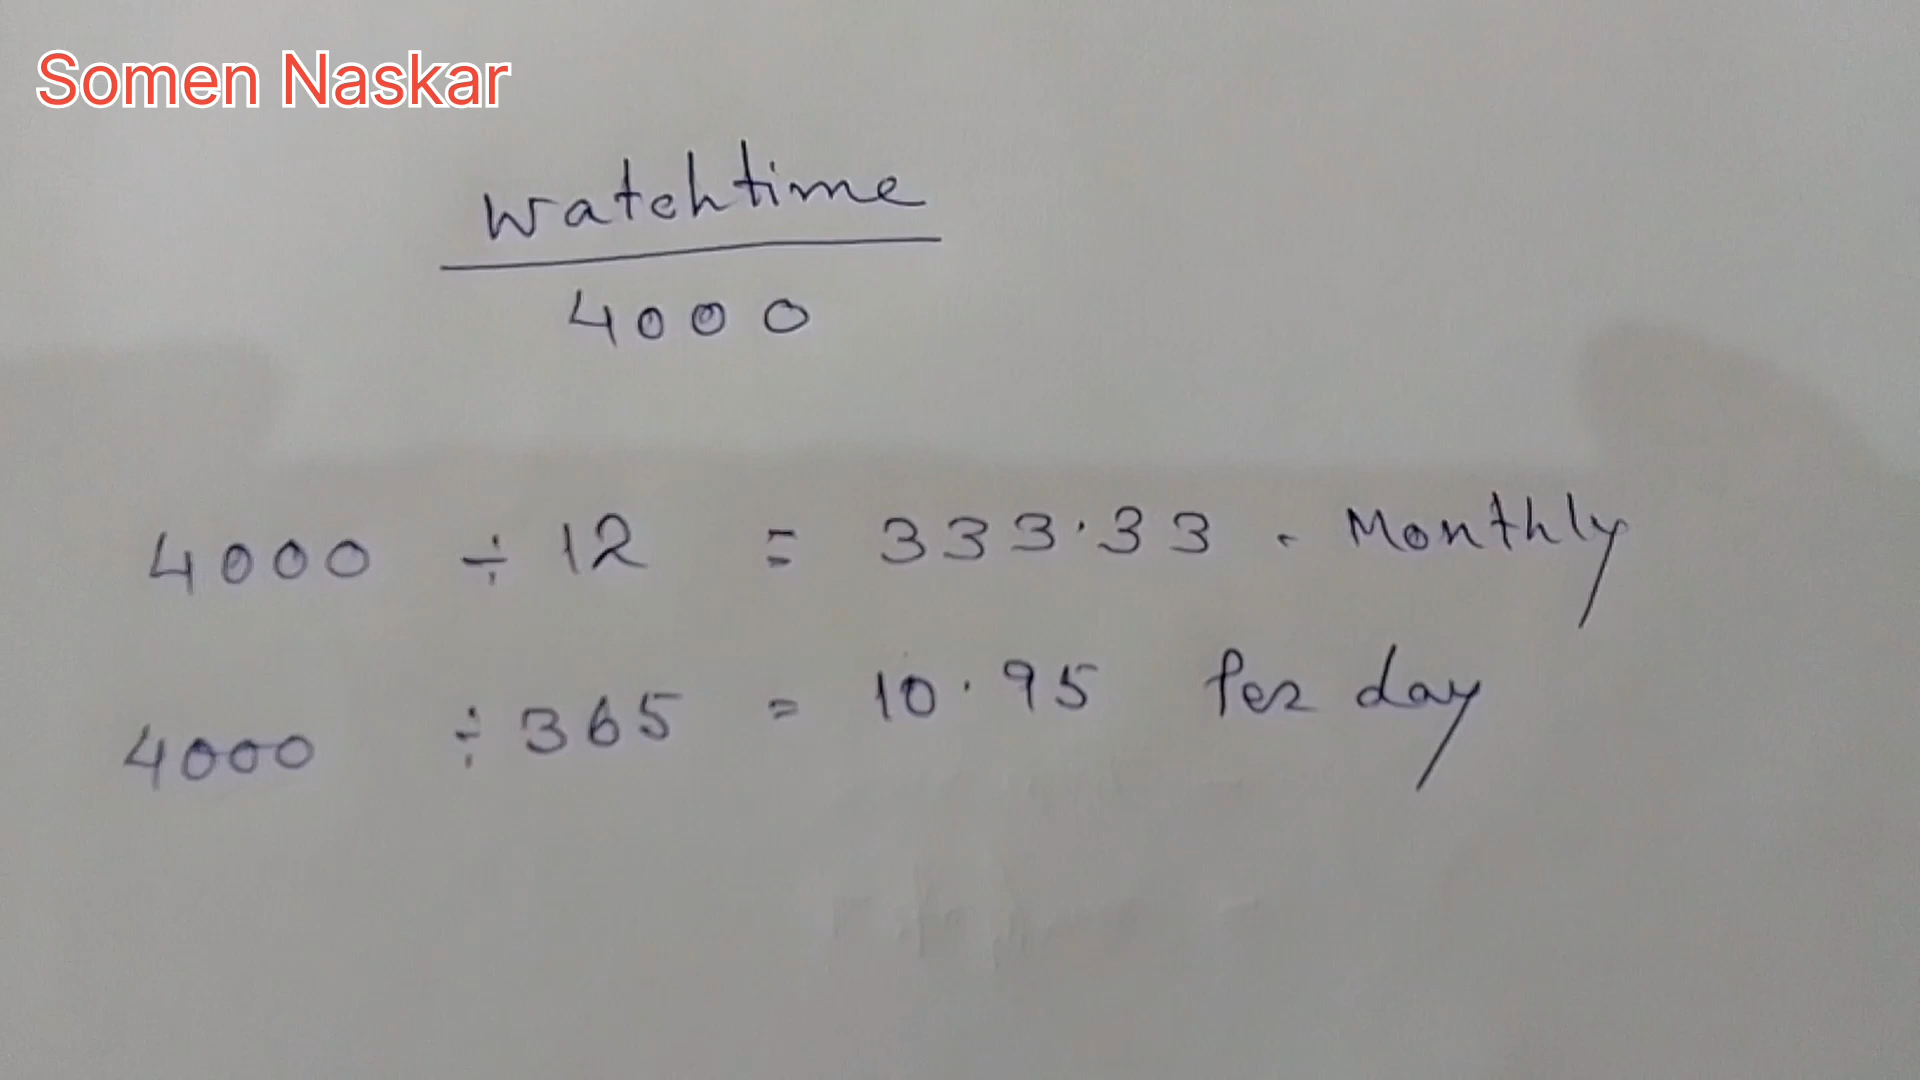 Somen Naskar
Watchtime
4000
4000 ÷ 12 = 333.33 - Monthly
4000 ÷ 365 = 10.95 Per day